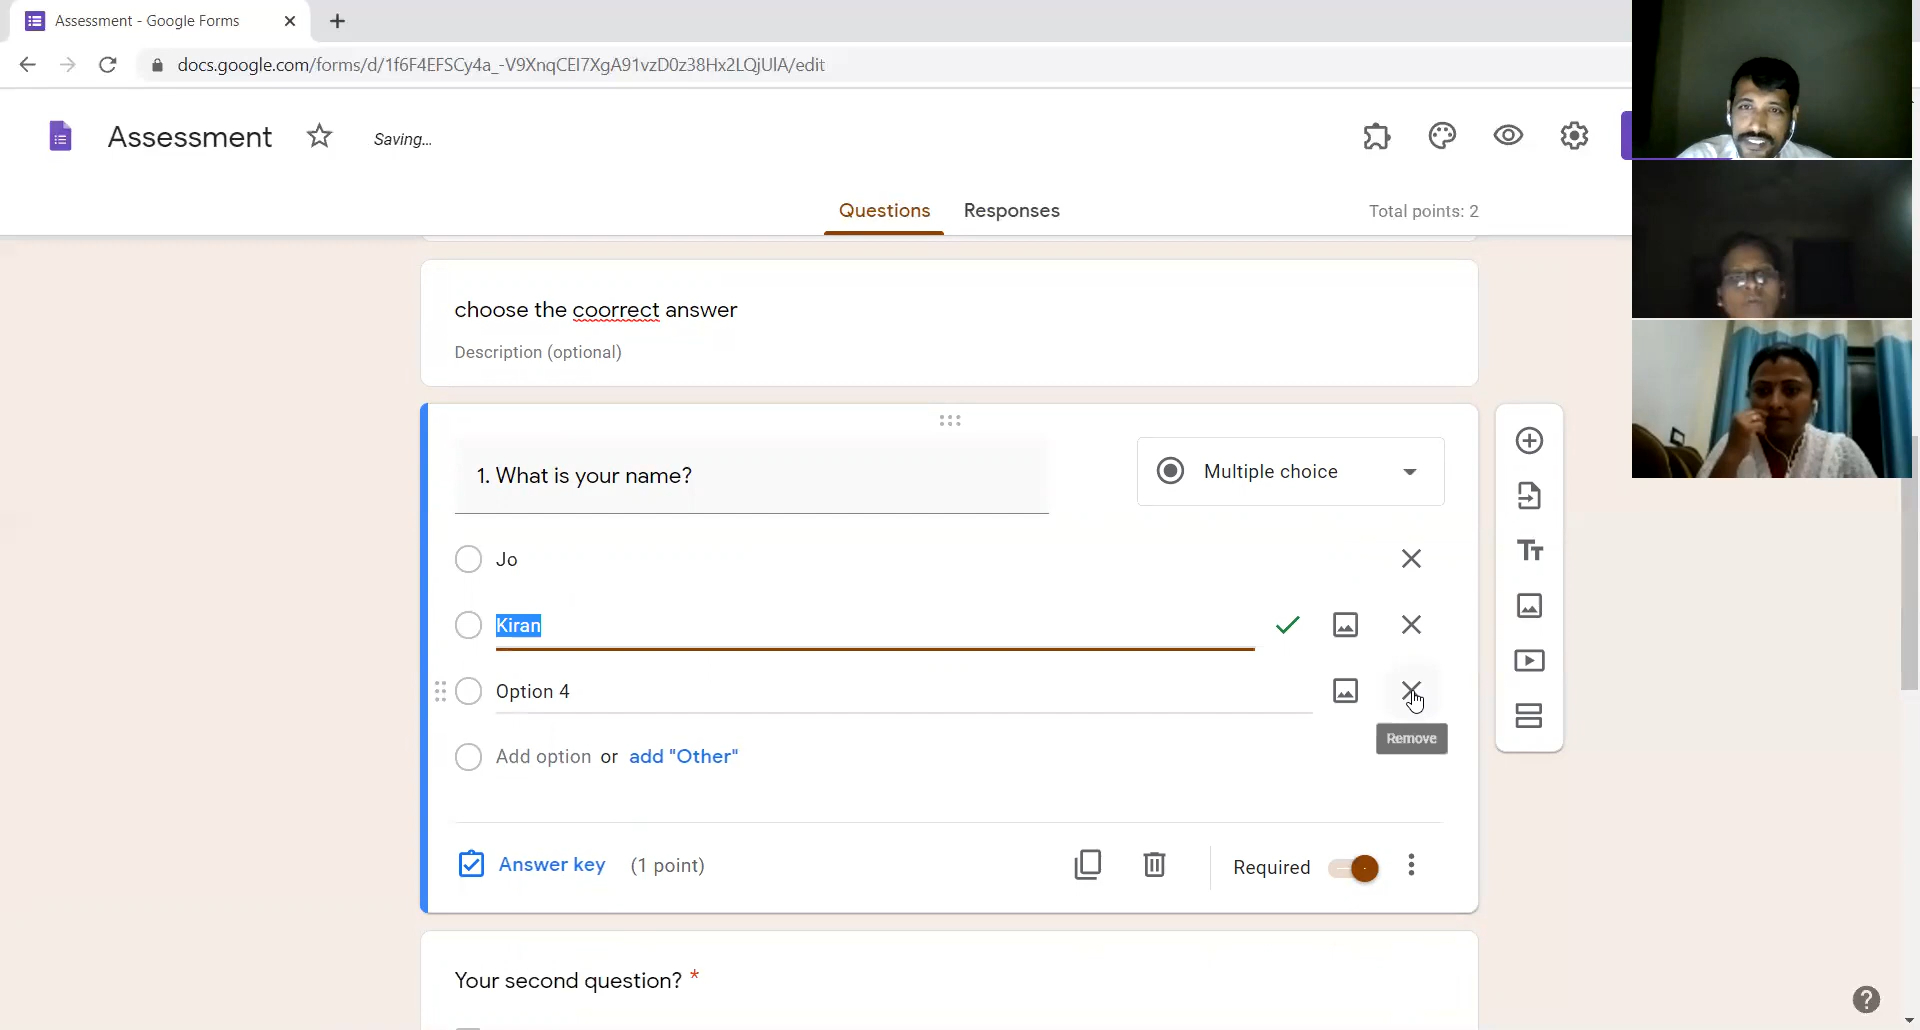 Assessment - Google Forms
docs.google.com/forms/d/1f6F4EFSCy4a_-V9XnqCEI7XgA91vzD0z38Hx2LQjUIA/edit
Assessment
Saving...
Questions
Responses
Total points: 2
choose the coorrect answer
Description (optional)
1. What is your name?
Multiple choice
Jo
Kiran
Option 4
Remove
Add option or add "Other"
Answer key (1 point)
Required
Your second question? *